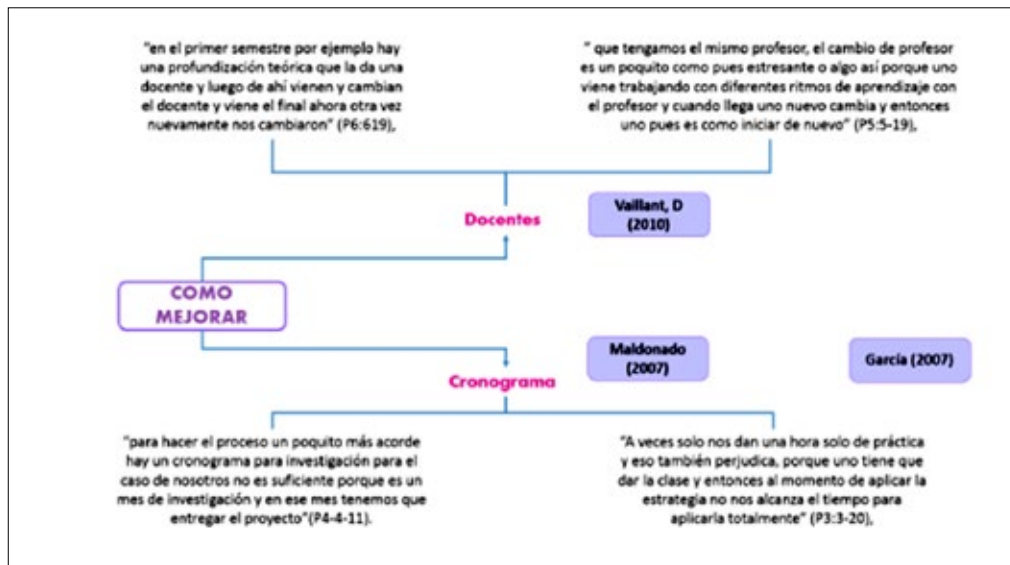 "en el primer semestre por ejemplo hay
una profundización teórica que la da una
docente y luego de ahí vienen y cambian
el docente y viene el final ahora otra vez
nuevamente nos cambiaron" (P6:619),
" que tengamos el mismo profesor, el cambio de profesor
es un poquito como pues estresante o algo así porque uno
viene trabajando con diferentes ritmos de aprendizaje con
el profesor y cuando llega uno nuevo cambia y entonces
uno pues es como iniciar de nuevo" (P5:5-19),
Docentes
Vaillant, D
(2010)
COMO
MEJORAR
Maldonado
(2007)
García (2007)
Cronograma
"para hacer el proceso un poquito más acorde
hay un cronograma para investigación para el
caso de nosotros no es suficiente porque es un
mes de investigación y en ese mes tenemos que
entregar el proyecto"(P4-4-11).
"A veces solo nos dan una hora solo de práctica
y eso también perjudica, porque uno tiene que
dar la clase y entonces al momento de aplicar la
estrategia no nos alcanza el tiempo para
aplicarla totalmente" (P3:3-20),